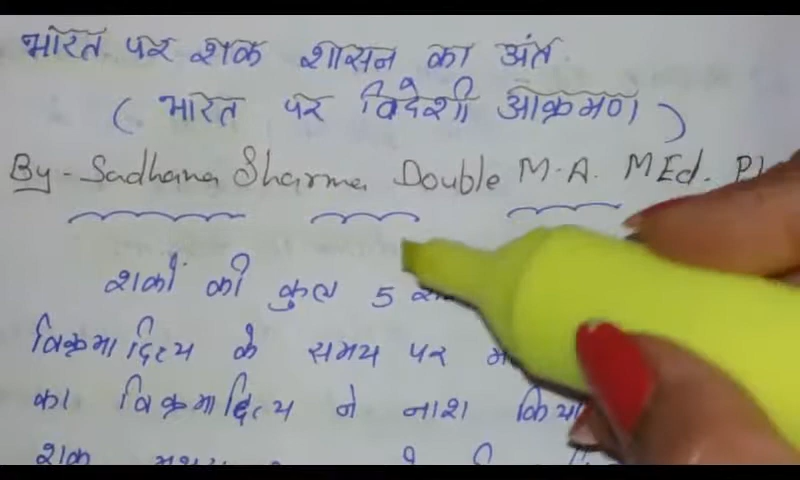 भारत पर शक शासन का अंत
( भारत पर विदेशी आक्रमण )
By - Sadhana Sharma Double M.A. MEd.
शकों की कुल 5
विक्रमादित्य के समय पर
का विक्रमादित्य ने नाश किया
शक